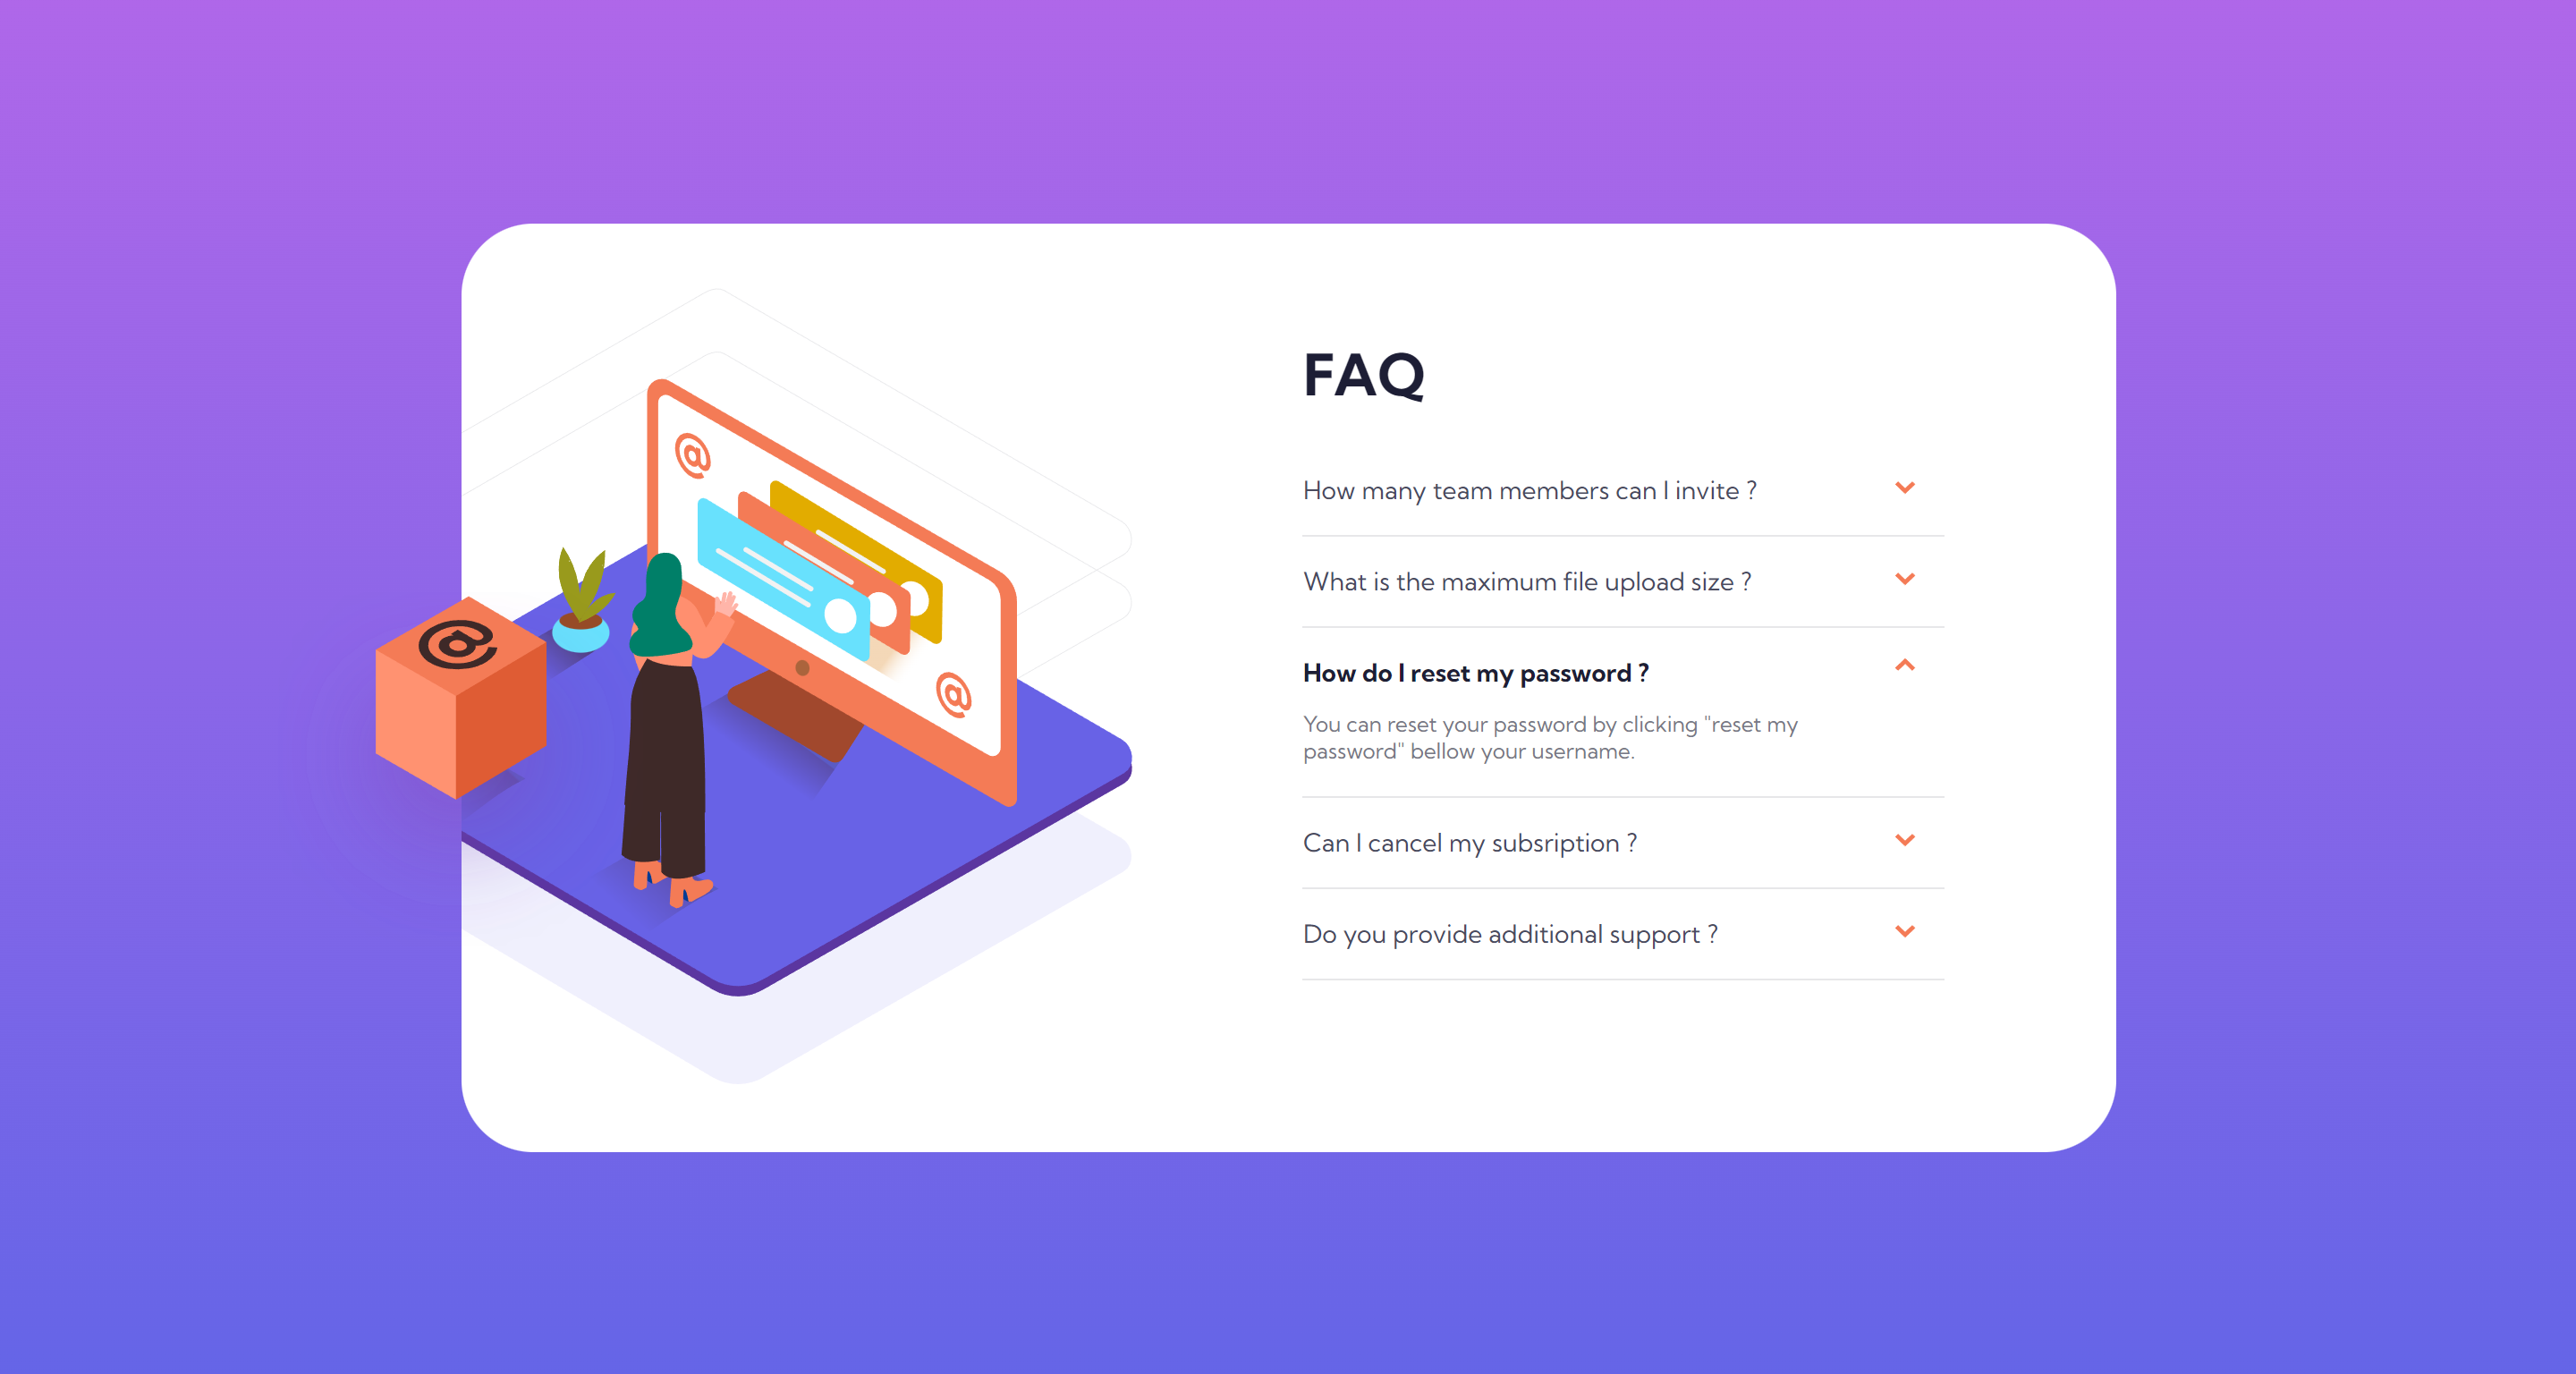 FAQ
How many team members can I invite ?
What is the maximum file upload size ?
How do I reset my password ?
You can reset your password by clicking "reset my
password" bellow your username.
Can I cancel my subsription ?
Do you provide additional support ?
@
@
@